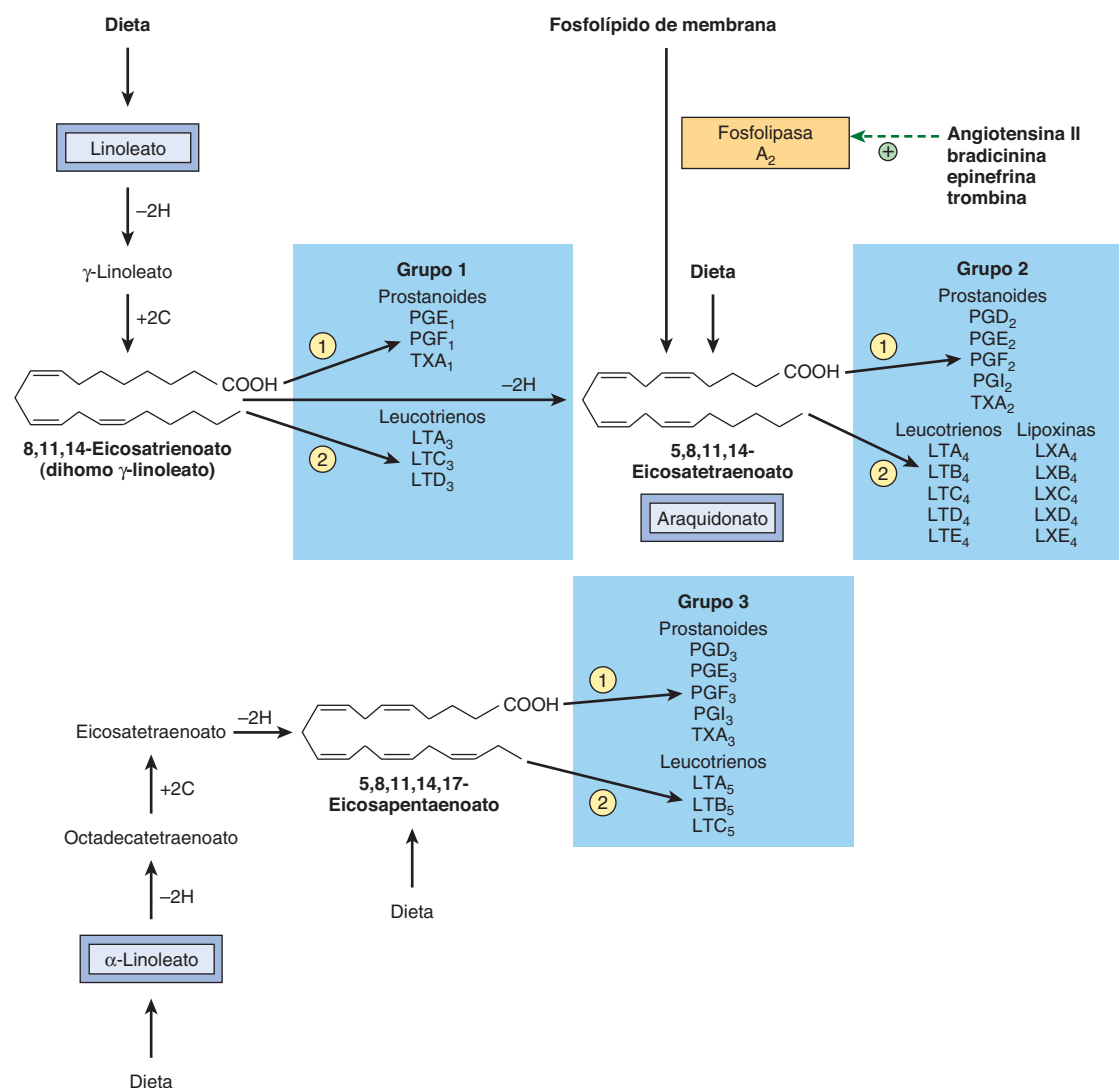 Dieta
Linoleato
–2H
γ-Linoleato
+2C
COOH
8,11,14-Eicosatrienoato
(dihomo γ-linoleato)
Grupo 1
Prostanoides
PGE₁
PGF₁
TXA₁
1
–2H
Leucotrienos
LTA₃
LTC₃
LTD₃
2
Fosfolípido de membrana
Fosfolipasa
A₂
+
Angiotensina II
bradicinina
epinefrina
trombina
Dieta
COOH
5,8,11,14-
Eicosatetraenoato
Araquidonato
Grupo 2
Prostanoides
PGD₂
PGE₂
PGF₂
PGI₂
TXA₂
1
Leucotrienos Lipoxinas
LTA₄ LXA₄
LTB₄ LXB₄
LTC₄ LXC₄
LTD₄ LXD₄
LTE₄ LXE₄
2
Grupo 3
Prostanoides
PGD₃
PGE₃
PGF₃
PGI₃
TXA₃
1
Leucotrienos
LTA₅
LTB₅
LTC₅
2
COOH
5,8,11,14,17-
Eicosapentaenoato
Dieta
–2H
Eicosatetraenoato
+2C
Octadecatetraenoato
–2H
α-Linoleato
Dieta